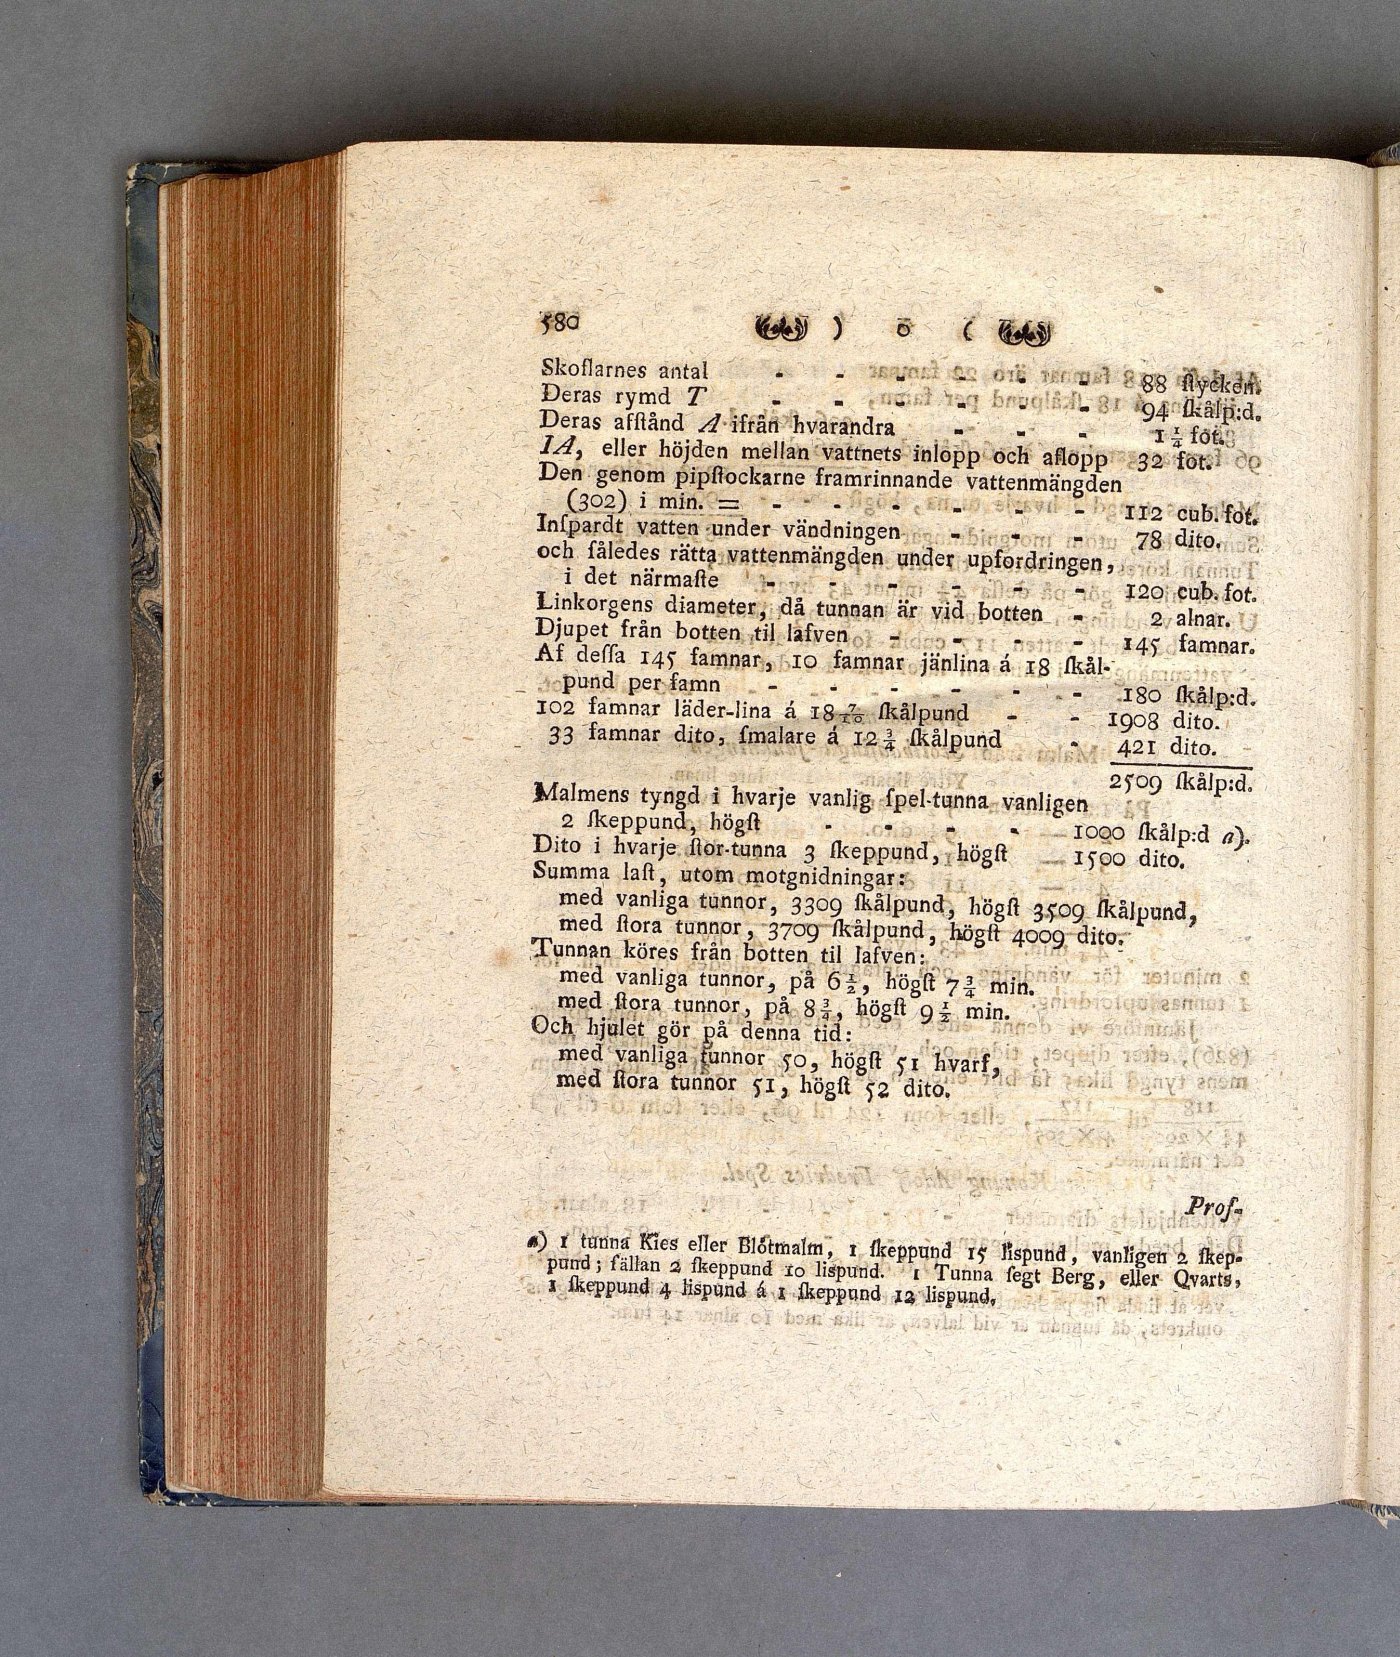 580 ) o (
Skoflarnes antal - - - - - - 88 ſtycken.
Deras rymd T - - - - - - 94 ſkålp:d.
Deras afſtånd A ifrån hvarandra - - - 1 1/4 fot.
IA, eller höjden mellan vattnets inlopp och aflopp 32 fot.
Den genom pipſtockarne framrinnande vattenmängden
(302) i min. = - - - - - - 112 cub. fot.
Inſpardt vatten under vändningen - - - 78 dito.
och således rätta vattenmängden under upfordringen,
i det närmaſte - - - - - - 120 cub. fot.
Linkorgens diameter, då tunnan är vid botten - 2 alnar.
Djupet från botten til lafven - - - - 145 famnar.
Af deſſa 145 famnar, 10 famnar jänlina á 18 ſkål-
pund per famn - - - - - - 180 ſkålp:d.
102 famnar läder-lina á 18 7/10 ſkålpund - - 1908 dito.
33 famnar dito, ſmalare á 12 3/4 ſkålpund - 421 dito.
2509 ſkålp:d.
Malmens tyngd i hvarje vanlig ſpel-tunna vanligen
2 ſkeppund, högſt - - - - 1000 ſkålp:d a).
Dito i hvarje ſtor-tunna 3 ſkeppund, högſt — 1500 dito.
Summa laſt, utom motgnidningar:
med vanliga tunnor, 3309 ſkålpund, högſt 3509 ſkålpund,
med ſtora tunnor, 3709 ſkålpund, högſt 4009 dito.
Tunnan köres från botten til lafven:
med vanliga tunnor, på 6 1/2, högſt 7 3/4 min.
med ſtora tunnor, på 8 3/4, högſt 9 1/2 min.
Och hjulet gör på denna tid:
med vanliga tunnor 50, högſt 51 hvarf,
med ſtora tunnor 51, högſt 52 dito.
Proſ-
a) 1 tunna Kies eller Blötmalm, 1 ſkeppund 15 lispund, vanligen 2 ſkep-
pund; fällan 2 ſkeppund 10 lispund. 1 Tunna ſegt Berg, eller Qvarts,
1 ſkeppund 4 lispund á 1 ſkeppund 12 lispund.